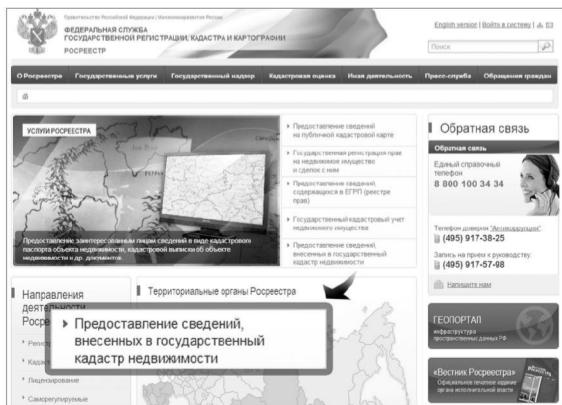 Правительство Российской Федерации | Минэкономразвития России
ФЕДЕРАЛЬНАЯ СЛУЖБА
ГОСУДАРСТВЕННОЙ РЕГИСТРАЦИИ, КАДАСТРА И КАРТОГРАФИИ
РОСРЕЕСТР
English version | Войти в систему |
Поиск
О Росреестре Государственные услуги Государственный надзор Кадастровая оценка Иная деятельность Пресс-служба Обращения граждан
УСЛУГИ РОСРЕЕСТРА
Предоставление заинтересованным лицам сведений в виде кадастрового
паспорта объекта недвижимости, кадастровой выписки об объекте
недвижимости и др. документов.
Предоставление сведений
на публичной кадастровой карте
Государственная регистрация прав
на недвижимое имущество
и сделок с ним
Предоставление сведений,
содержащихся в ЕГРП (реестре
прав)
Государственный кадастровый учет
недвижимого имущества
Предоставление сведений,
внесенных в государственный
кадастр недвижимости
Обратная связь
Обратная связь
Единый справочный
телефон
8 800 100 34 34
Телефон доверия "Антикоррупция":
(495) 917-38-25
Запись на прием к руководству:
(495) 917-57-98
Напишите нам
Направления
деятельности
Росре
Регист
Кадас
Лицензирование
Саморегулируемые
Территориальные органы Росреестра
Предоставление сведений,
внесенных в государственный
кадастр недвижимости
ГЕОПОРТАЛ
инфраструктура
пространственных данных РФ
«Вестник Росреестра»
Официальное печатное издание
органа исполнительной власти